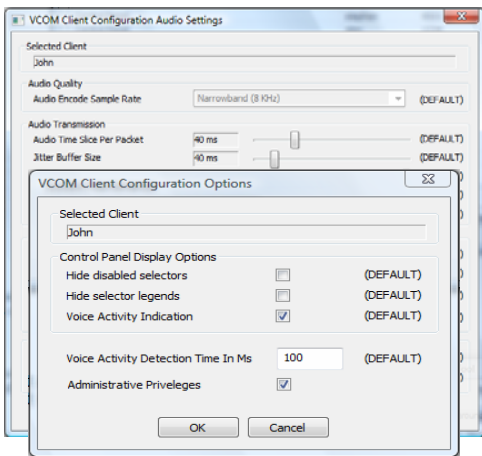 VCOM Client Configuration Audio Settings
Selected Client
John
Audio Quality
Audio Encode Sample Rate Narrowband (8 KHz) (DEFAULT)
Audio Transmission
Audio Time Slice Per Packet 40 ms (DEFAULT)
Jitter Buffer Size 40 ms (DEFAULT)
VCOM Client Configuration Options
Selected Client
John
Control Panel Display Options
Hide disabled selectors (DEFAULT)
Hide selector legends (DEFAULT)
Voice Activity Indication (DEFAULT)
Voice Activity Detection Time In Ms 100 (DEFAULT)
Administrative Priveleges
OK Cancel